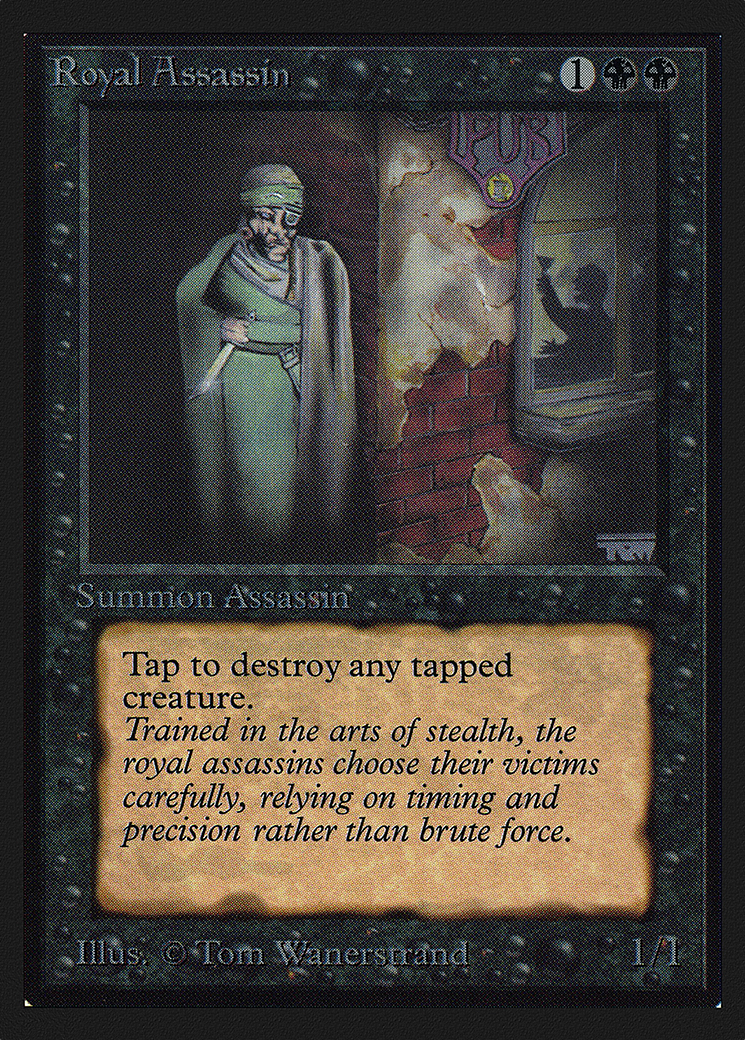 Royal Assassin 1
PUB
TOM
Summon Assassin
Tap to destroy any tapped
creature.
Trained in the arts of stealth, the
royal assassins choose their victims
carefully, relying on timing and
precision rather than brute force.
Illus. © Tom Wanerstrand 1/1